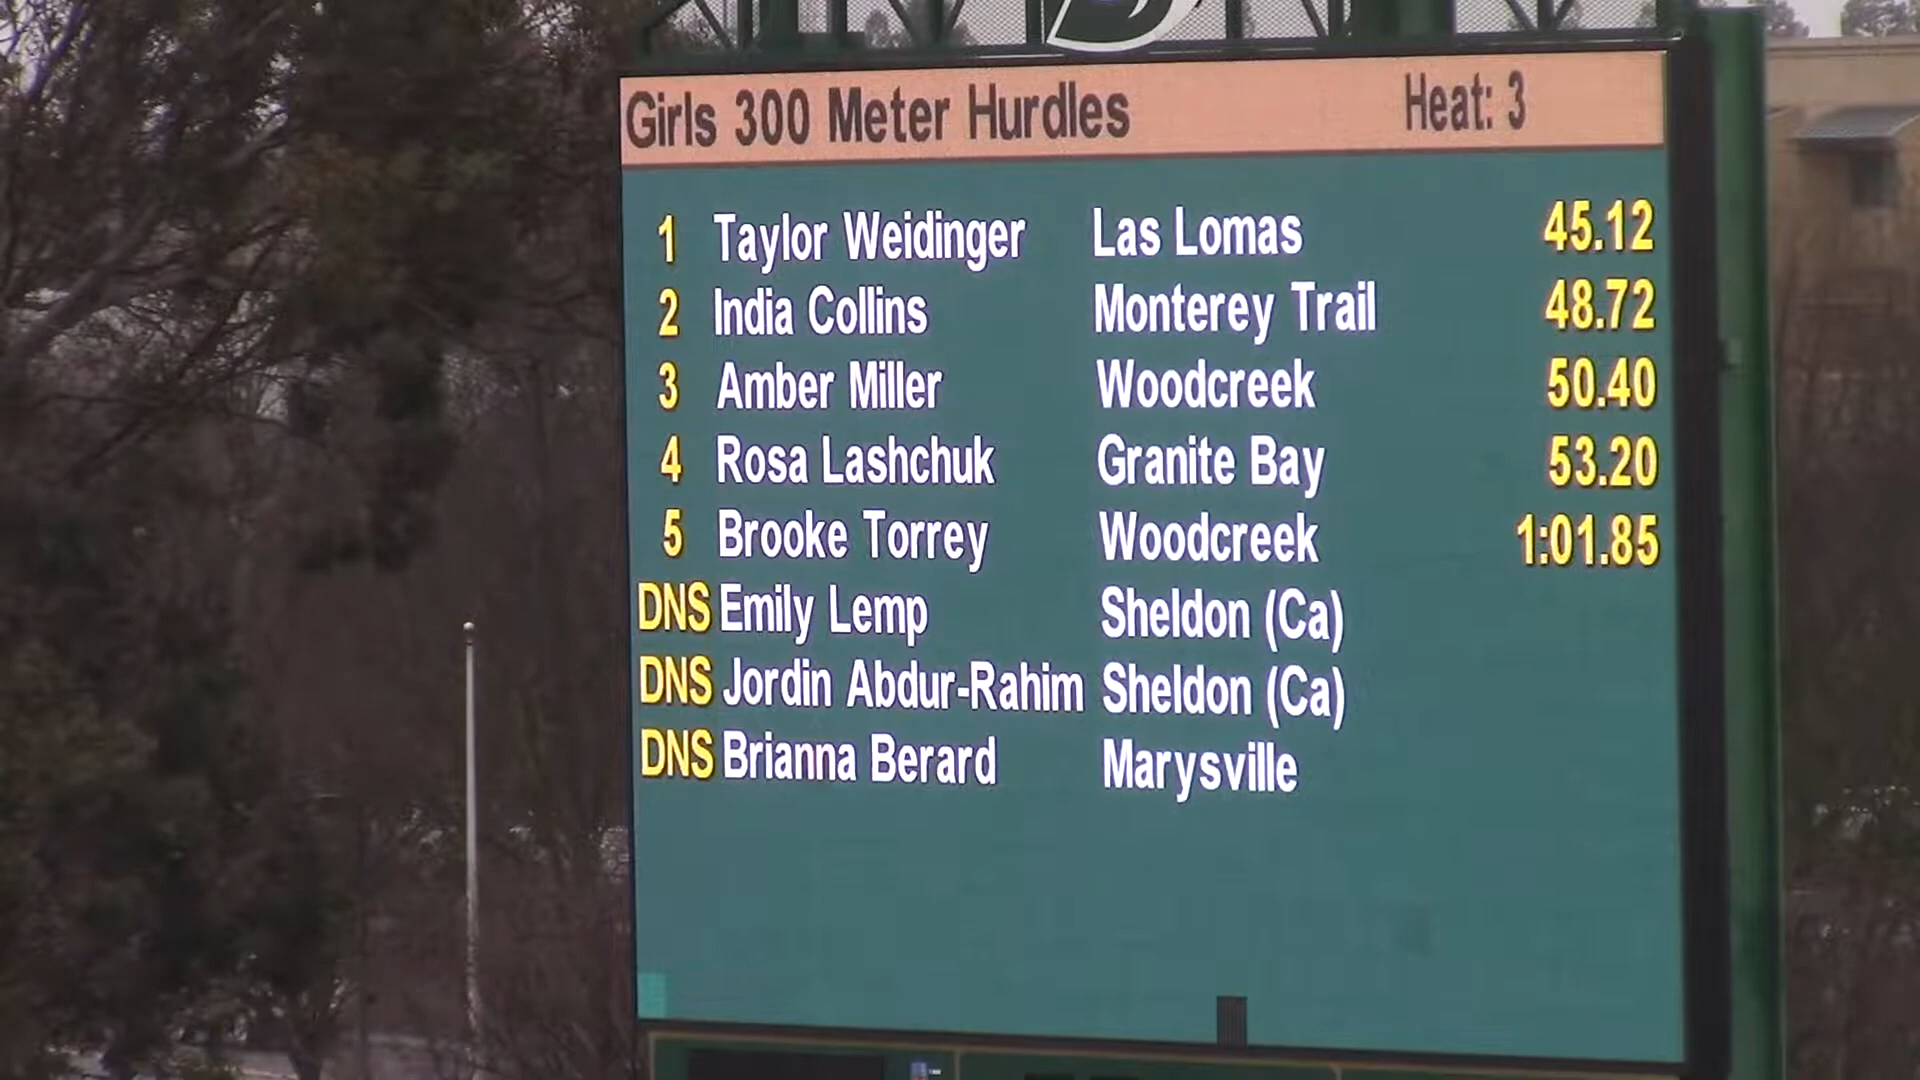 Girls 300 Meter Hurdles Heat: 3
1 Taylor Weidinger Las Lomas 45.12
2 India Collins Monterey Trail 48.72
3 Amber Miller Woodcreek 50.40
4 Rosa Lashchuk Granite Bay 53.20
5 Brooke Torrey Woodcreek 1:01.85
DNS Emily Lemp Sheldon (Ca)
DNS Jordin Abdur-Rahim Sheldon (Ca)
DNS Brianna Berard Marysville